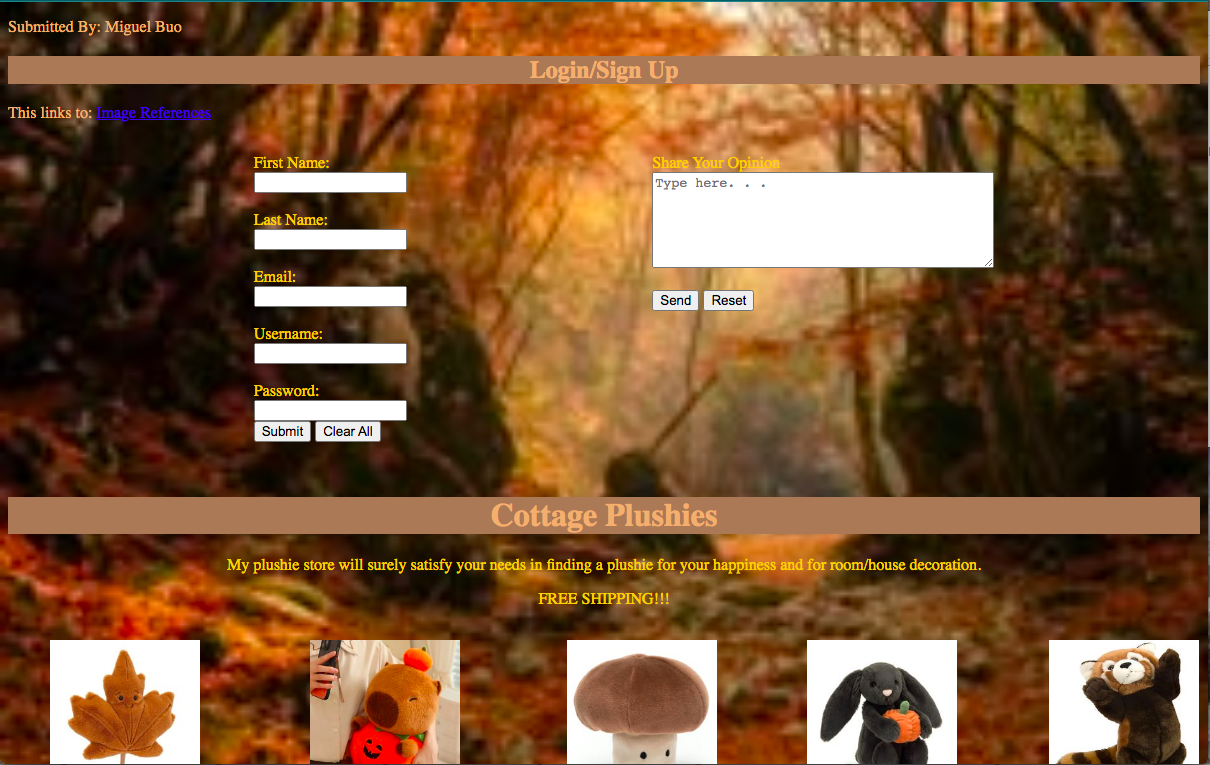 Submitted By: Miguel Buo
Login/Sign Up
This links to: Image References
First Name:
Last Name:
Email:
Username:
Password:
Submit Clear All
Share Your Opinion
Type here. . .
Send Reset
Cottage Plushies
My plushie store will surely satisfy your needs in finding a plushie for your happiness and for room/house decoration.
FREE SHIPPING!!!